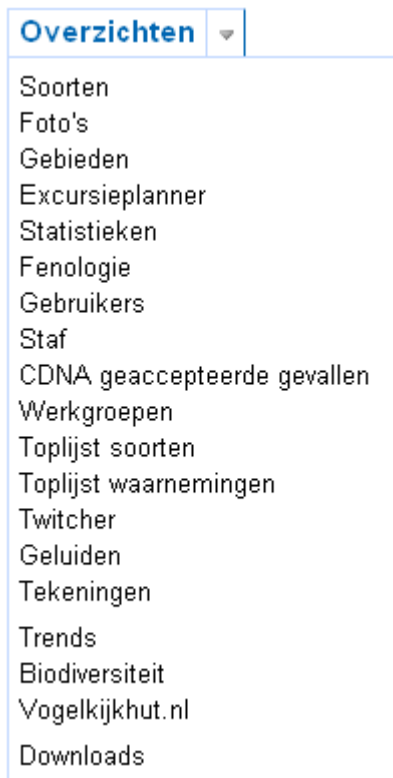 Overzichten
Soorten
Foto's
Gebieden
Excursieplanner
Statistieken
Fenologie
Gebruikers
Staf
CDNA geaccepteerde gevallen
Werkgroepen
Toplijst soorten
Toplijst waarnemingen
Twitcher
Geluiden
Tekeningen
Trends
Biodiversiteit
Vogelkijkhut.nl
Downloads